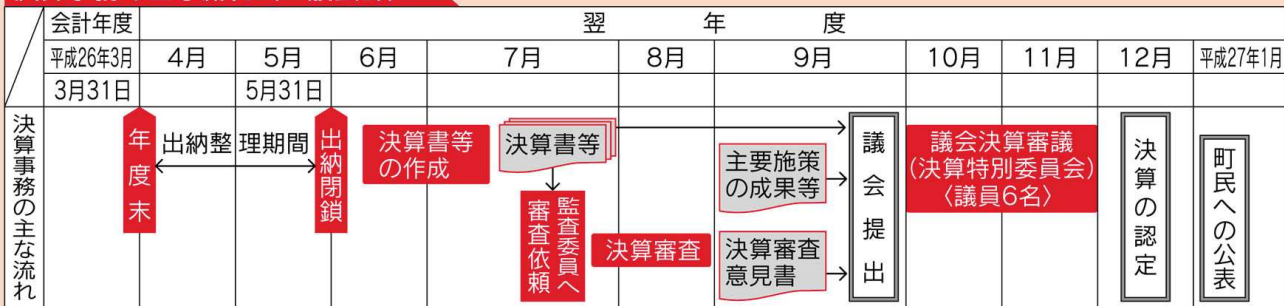 会計年度
翌年度
平成26年3月
4月
5月
6月
7月
8月
9月
10月
11月
12月
平成27年1月
3月31日
5月31日
決算事務の主な流れ
年度末
出納整理期間
出納閉鎖
決算書等
の作成
決算書等
監査委員へ
審査依頼
決算審査
主要施策
の成果等
決算審査
意見書
議会提出
議会決算審議
(決算特別委員会)
〈議員6名〉
決算の認定
町民への公表